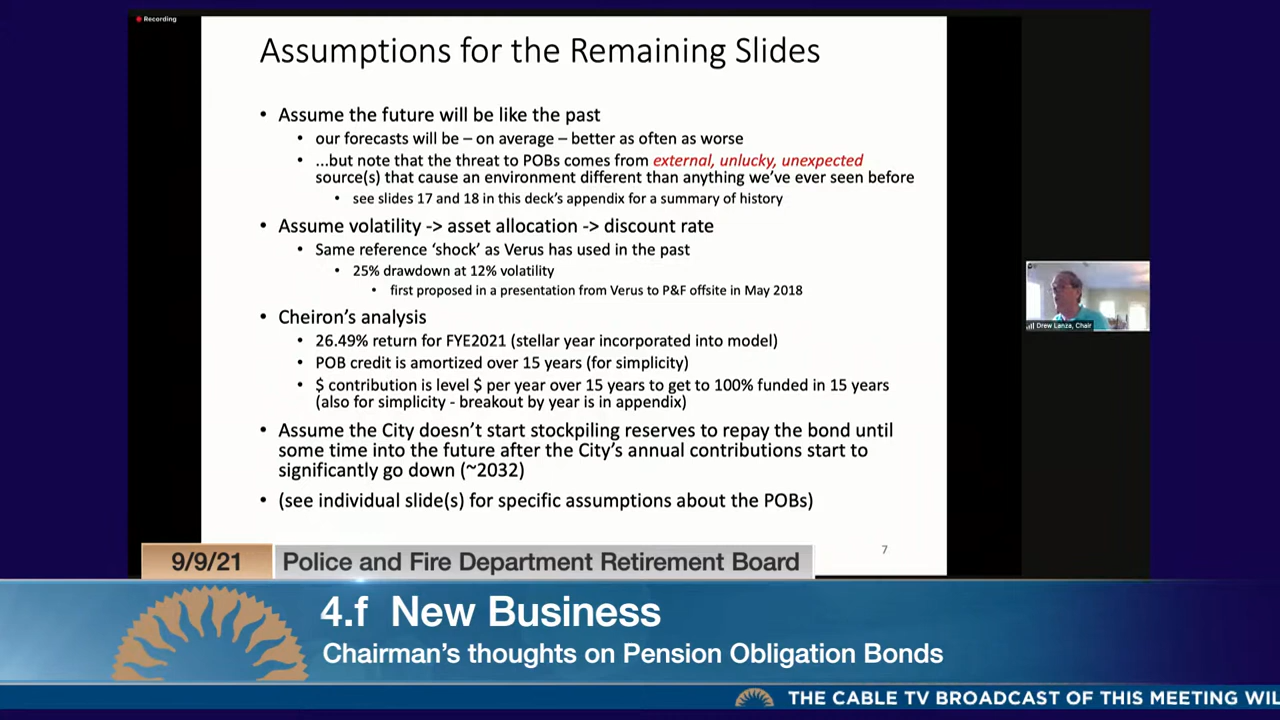 Recording
Assumptions for the Remaining Slides
• Assume the future will be like the past
• our forecasts will be – on average – better as often as worse
• ...but note that the threat to POBs comes from external, unlucky, unexpected
source(s) that cause an environment different than anything we've ever seen before
• see slides 17 and 18 in this deck's appendix for a summary of history
• Assume volatility -> asset allocation -> discount rate
• Same reference 'shock' as Verus has used in the past
• 25% drawdown at 12% volatility
• first proposed in a presentation from Verus to P&F offsite in May 2018
• Cheiron's analysis
• 26.49% return for FYE2021 (stellar year incorporated into model)
• POB credit is amortized over 15 years (for simplicity)
• $ contribution is level $ per year over 15 years to get to 100% funded in 15 years
(also for simplicity - breakout by year is in appendix)
• Assume the City doesn't start stockpiling reserves to repay the bond until
some time into the future after the City's annual contributions start to
significantly go down (~2032)
• (see individual slide(s) for specific assumptions about the POBs)
7
Drew Lanza, Chair
9/9/21 Police and Fire Department Retirement Board
4.f New Business
Chairman's thoughts on Pension Obligation Bonds
THE CABLE TV BROADCAST OF THIS MEETING WIL